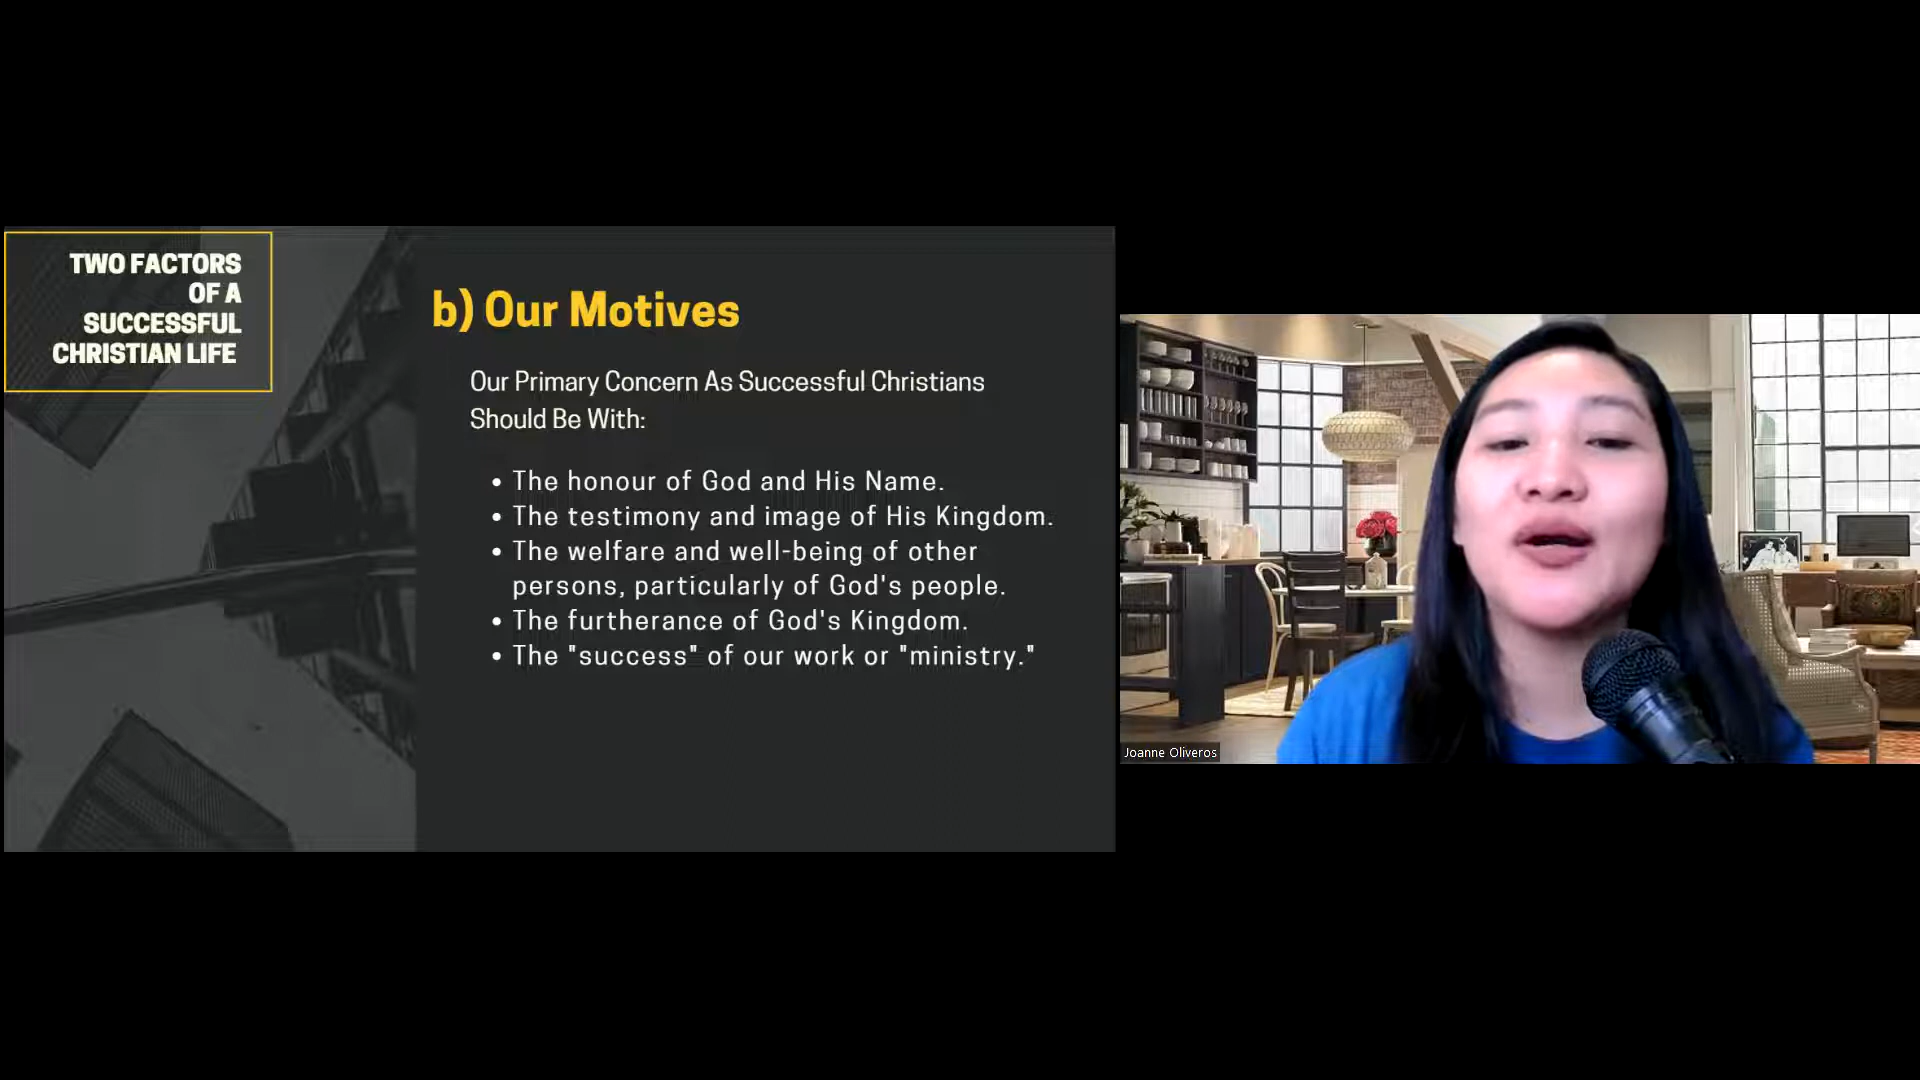 TWO FACTORS
OF A
SUCCESSFUL
CHRISTIAN LIFE
b) Our Motives
Our Primary Concern As Successful Christians
Should Be With:
• The honour of God and His Name.
• The testimony and image of His Kingdom.
• The welfare and well-being of other
persons, particularly of God's people.
• The furtherance of God's Kingdom.
• The "success" of our work or "ministry."
Joanne Oliveros